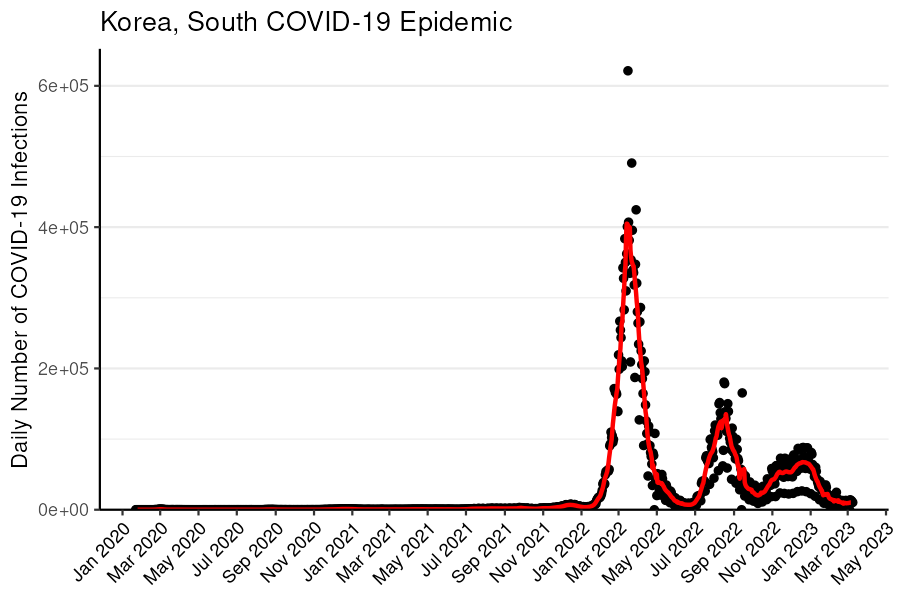 Korea, South COVID-19 Epidemic
Daily Number of COVID-19 Infections
6e+05
4e+05
2e+05
0e+00
Jan 2020
Mar 2020
May 2020
Jul 2020
Sep 2020
Nov 2020
Jan 2021
Mar 2021
May 2021
Jul 2021
Sep 2021
Nov 2021
Jan 2022
Mar 2022
May 2022
Jul 2022
Sep 2022
Nov 2022
Jan 2023
Mar 2023
May 2023